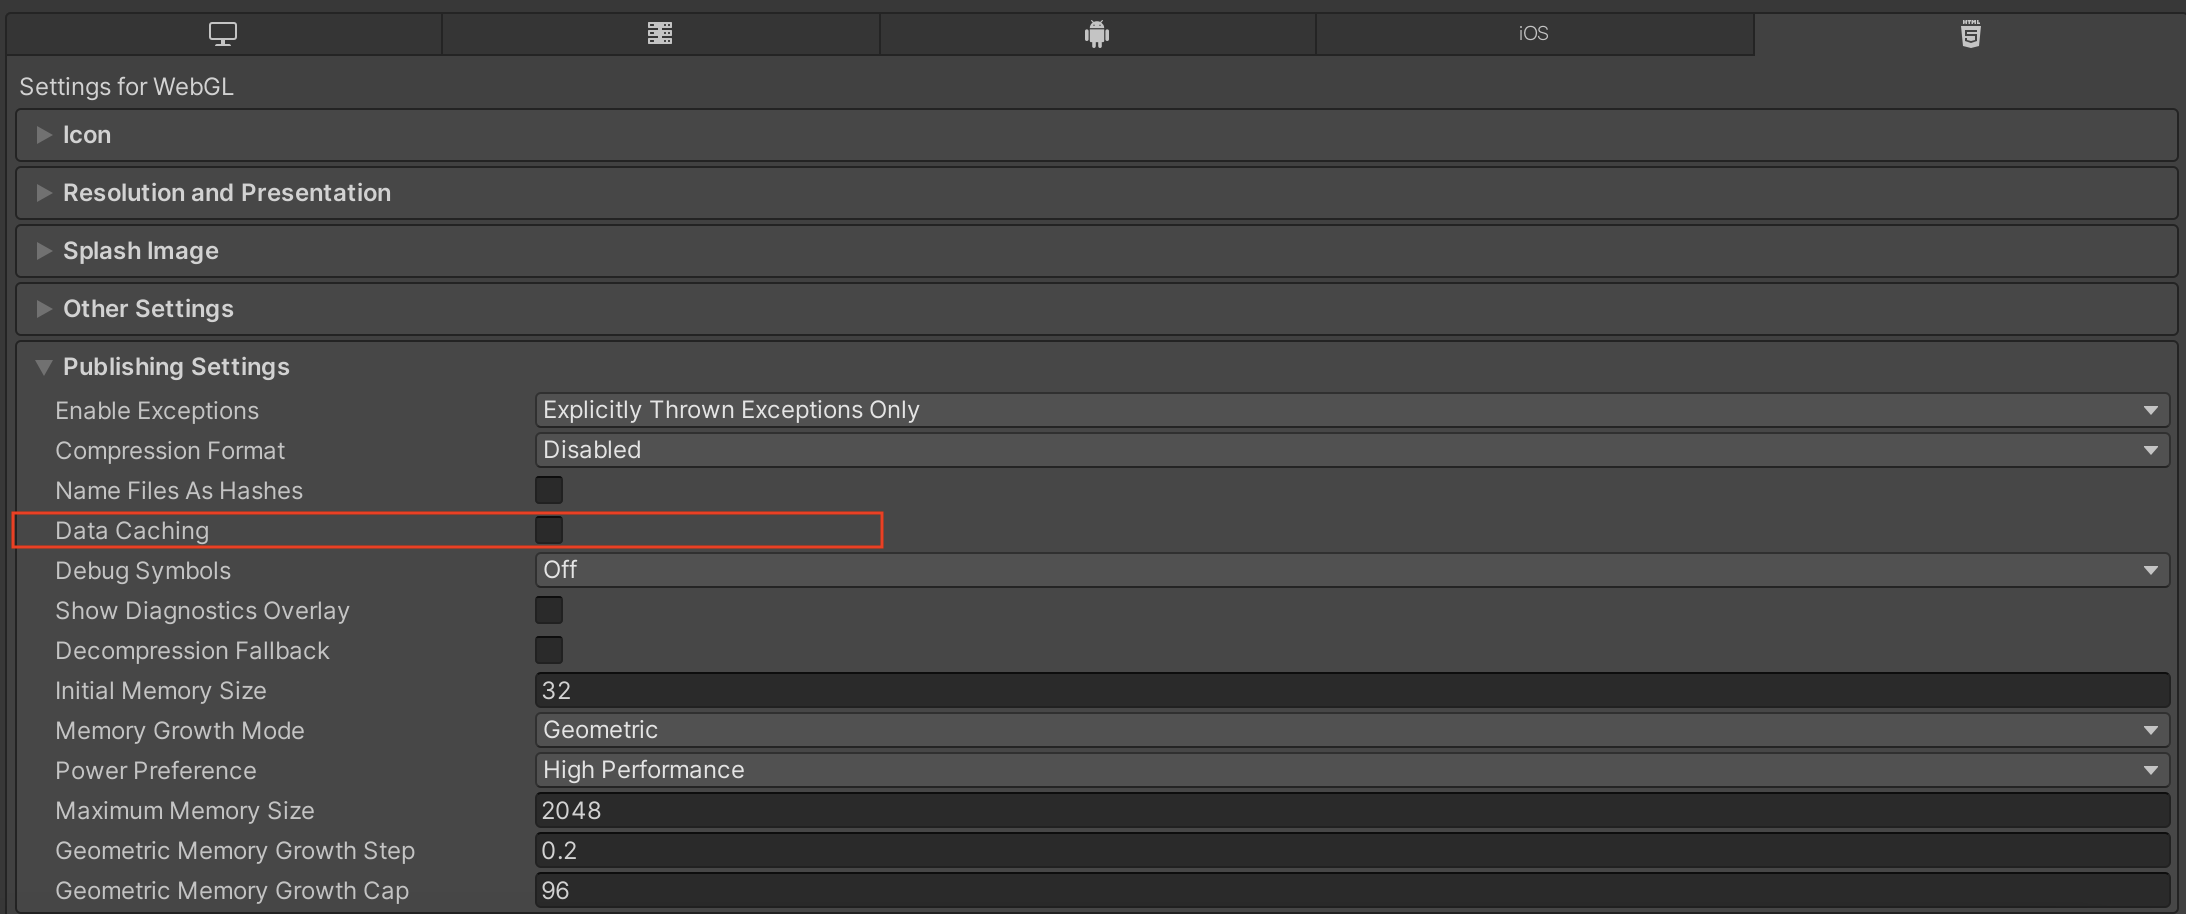 iOS
HTML
5
Settings for WebGL
Icon
Resolution and Presentation
Splash Image
Other Settings
Publishing Settings
Enable Exceptions Explicitly Thrown Exceptions Only
Compression Format Disabled
Name Files As Hashes
Data Caching
Debug Symbols Off
Show Diagnostics Overlay
Decompression Fallback
Initial Memory Size 32
Memory Growth Mode Geometric
Power Preference High Performance
Maximum Memory Size 2048
Geometric Memory Growth Step 0.2
Geometric Memory Growth Cap 96